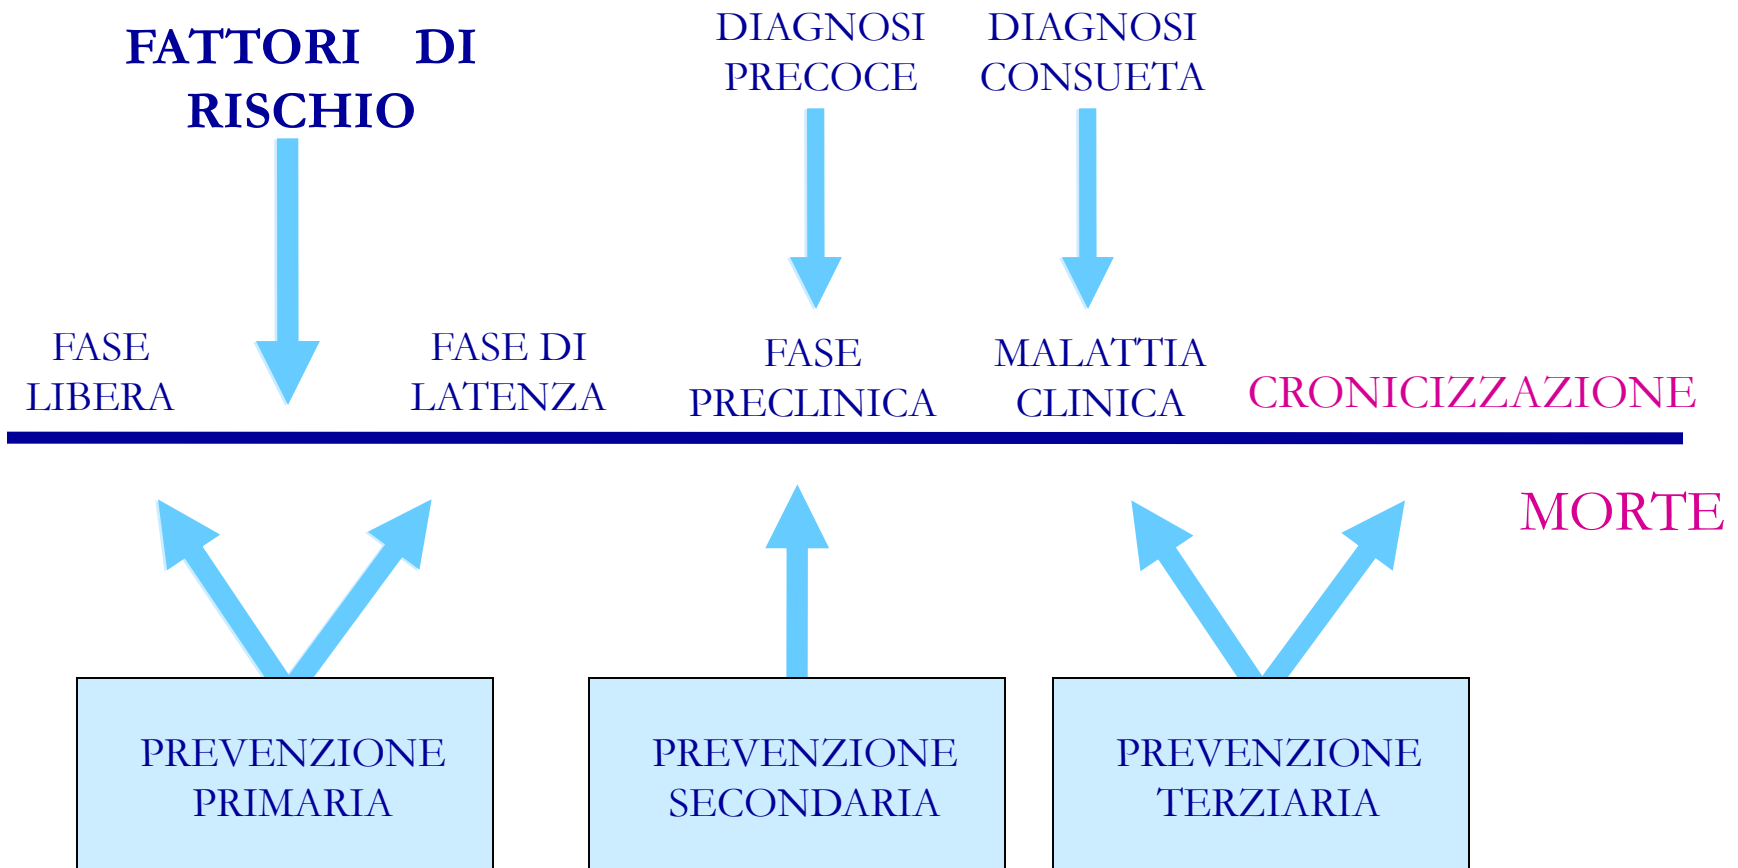 FATTORI DI
RISCHIO
DIAGNOSI
PRECOCE
DIAGNOSI
CONSUETA
FASE
LIBERA
FASE DI
LATENZA
FASE
PRECLINICA
MALATTIA
CLINICA
CRONICIZZAZIONE
MORTE
PREVENZIONE
PRIMARIA
PREVENZIONE
SECONDARIA
PREVENZIONE
TERZIARIA